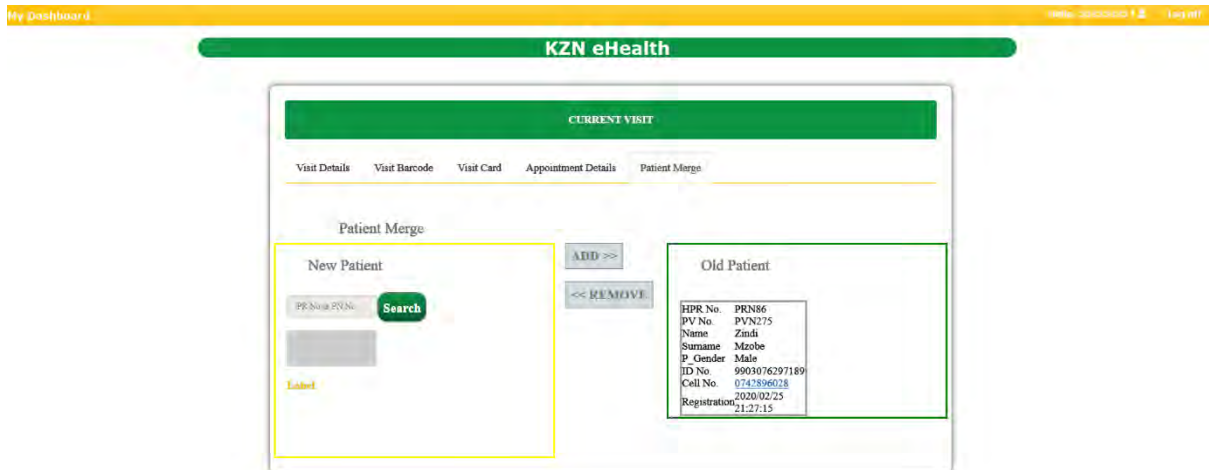 My Dashboard
KZN eHealth
CURRENT VISIT
Visit Details Visit Barcode Visit Card Appointment Details Patient Merge
Patient Merge
New Patient
Search
Label
ADD >>
<< REMOVE
Old Patient
HPR No. PRN86
PV No. PVN275
Name Zindi
Surname Mzobe
P_Gender Male
ID No. 9903076297189
Cell No. 0742896028
Registration 2020/02/25
21:27:15